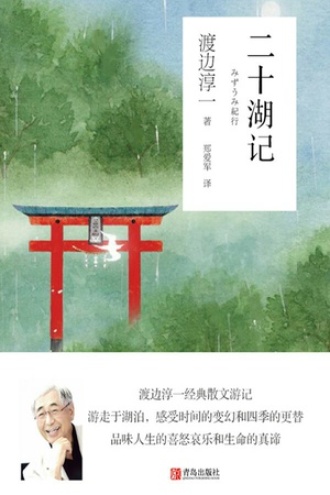 二十湖记
みずうみ紀行
渡边淳一 著
郑爱军 译
渡边淳一经典散文游记
游走于湖泊，感受时间的变幻和四季的更替
品味人生的喜怒哀乐和生命的真谛
青岛出版社